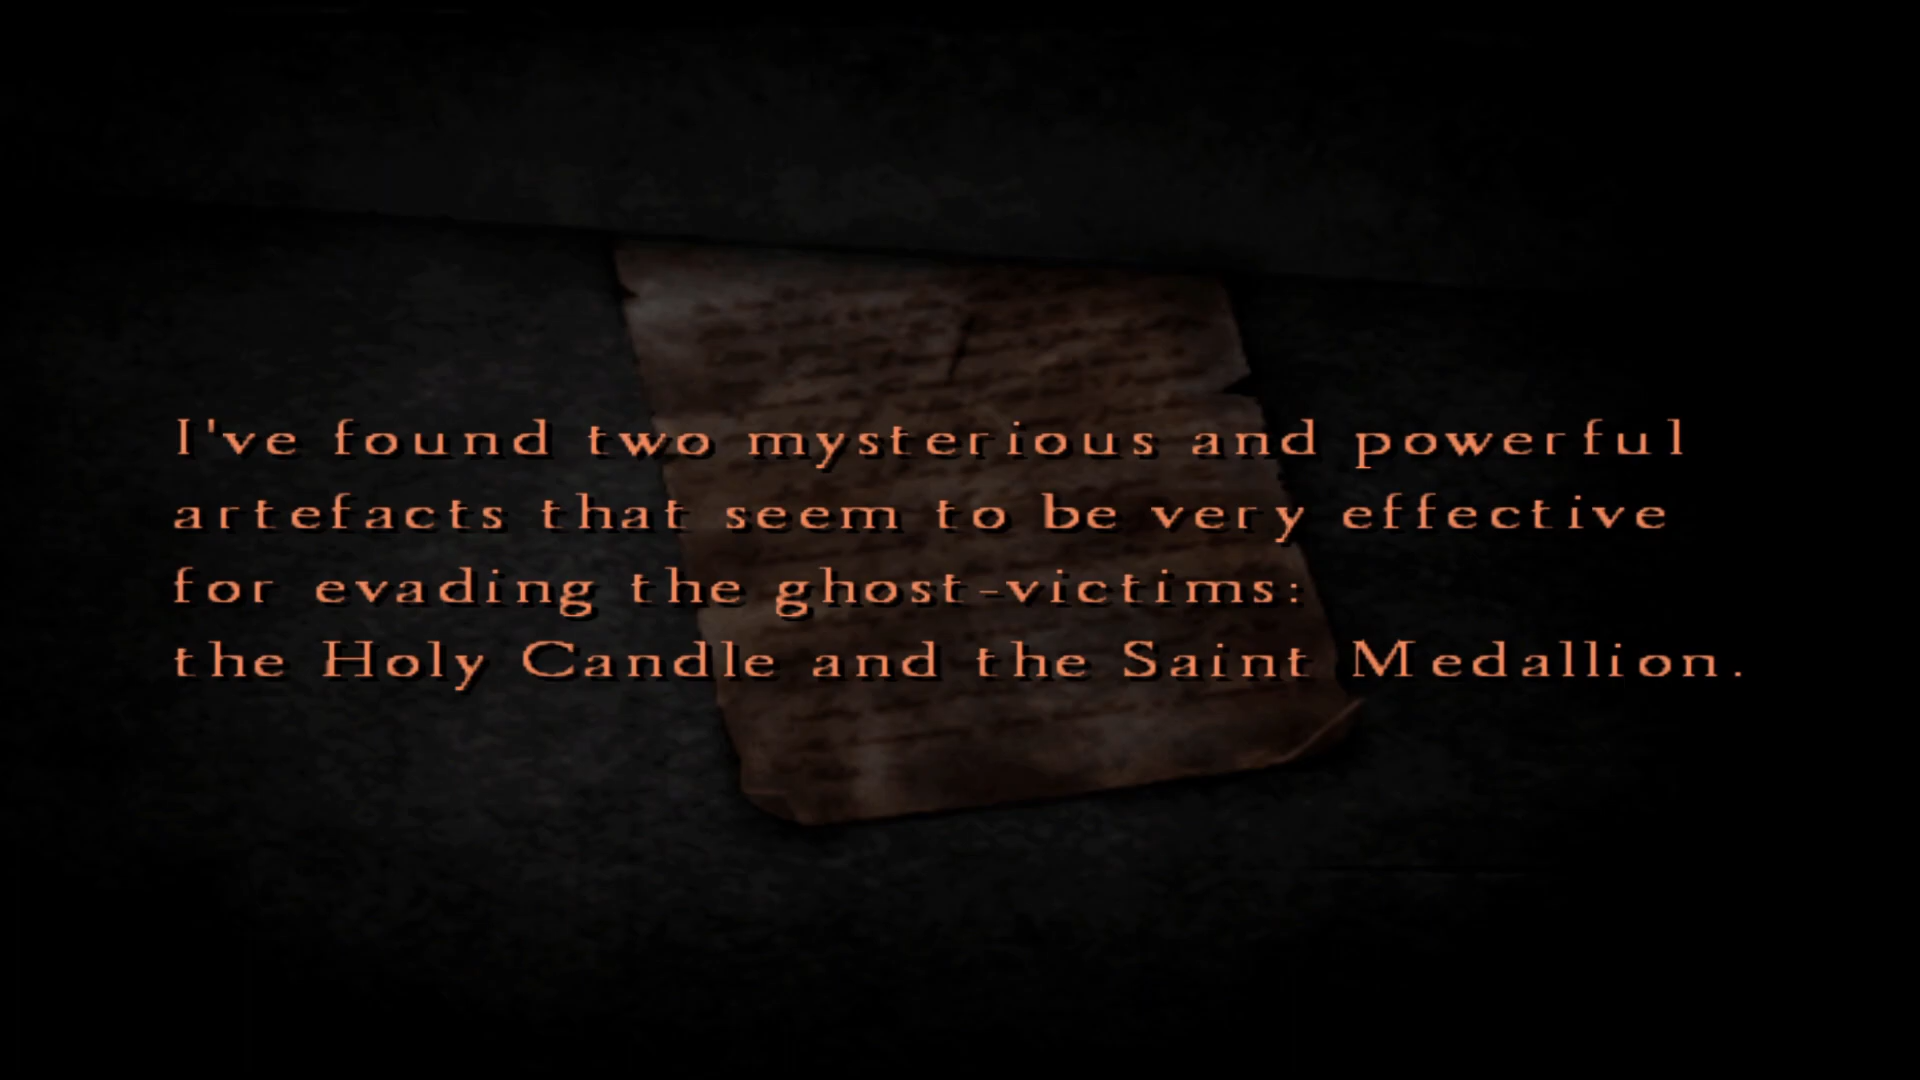 I've found two mysterious and powerful
artefacts that seem to be very effective
for evading the ghost-victims:
the Holy Candle and the Saint Medallion.